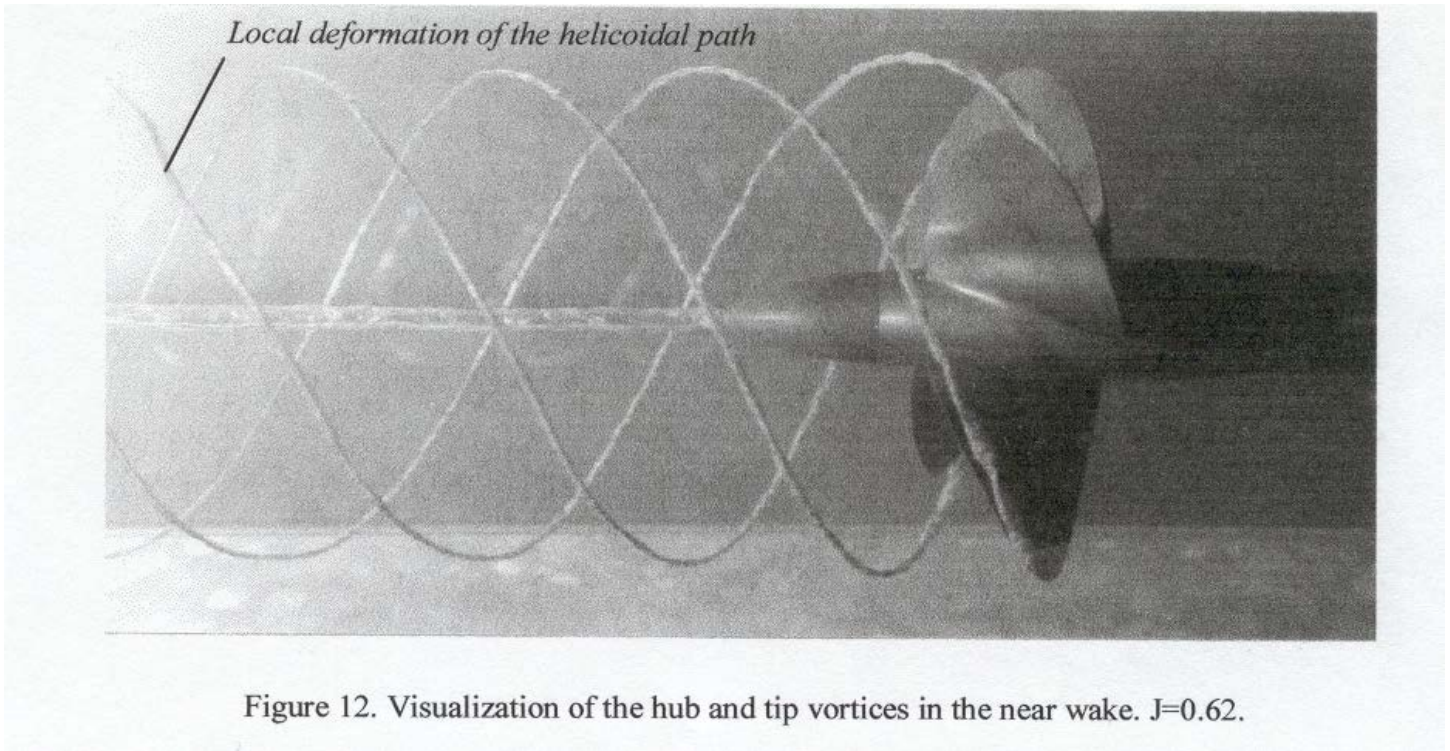 Local deformation of the helicoidal path
Figure 12. Visualization of the hub and tip vortices in the near wake. J=0.62.